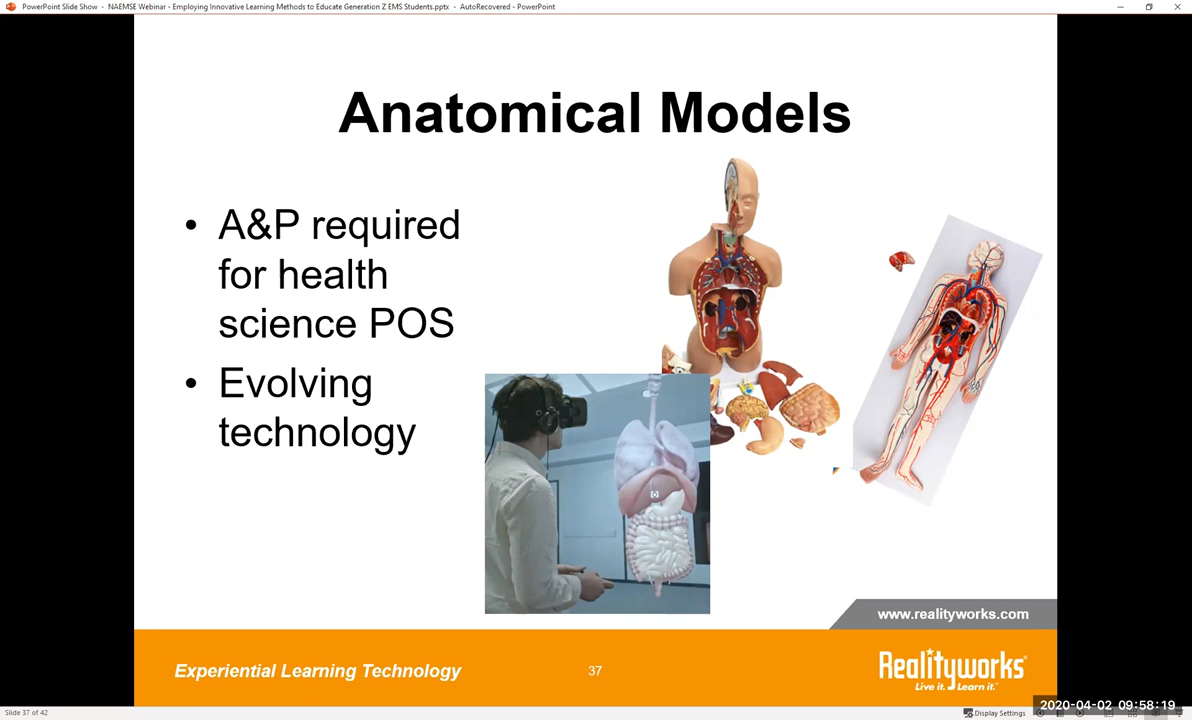 PowerPoint Slide Show - NAEMSE Webinar - Employing Innovative Learning Methods to Educate Generation Z EMS Students.pptx - AutoRecovered - PowerPoint
Anatomical Models
• A&P required
for health
science POS
• Evolving
technology
www.realityworks.com
Experiential Learning Technology
37
Realityworks
Live it. Learn it.™
2020-04-02 09:58:19
Slide 37 of 42
Display Settings